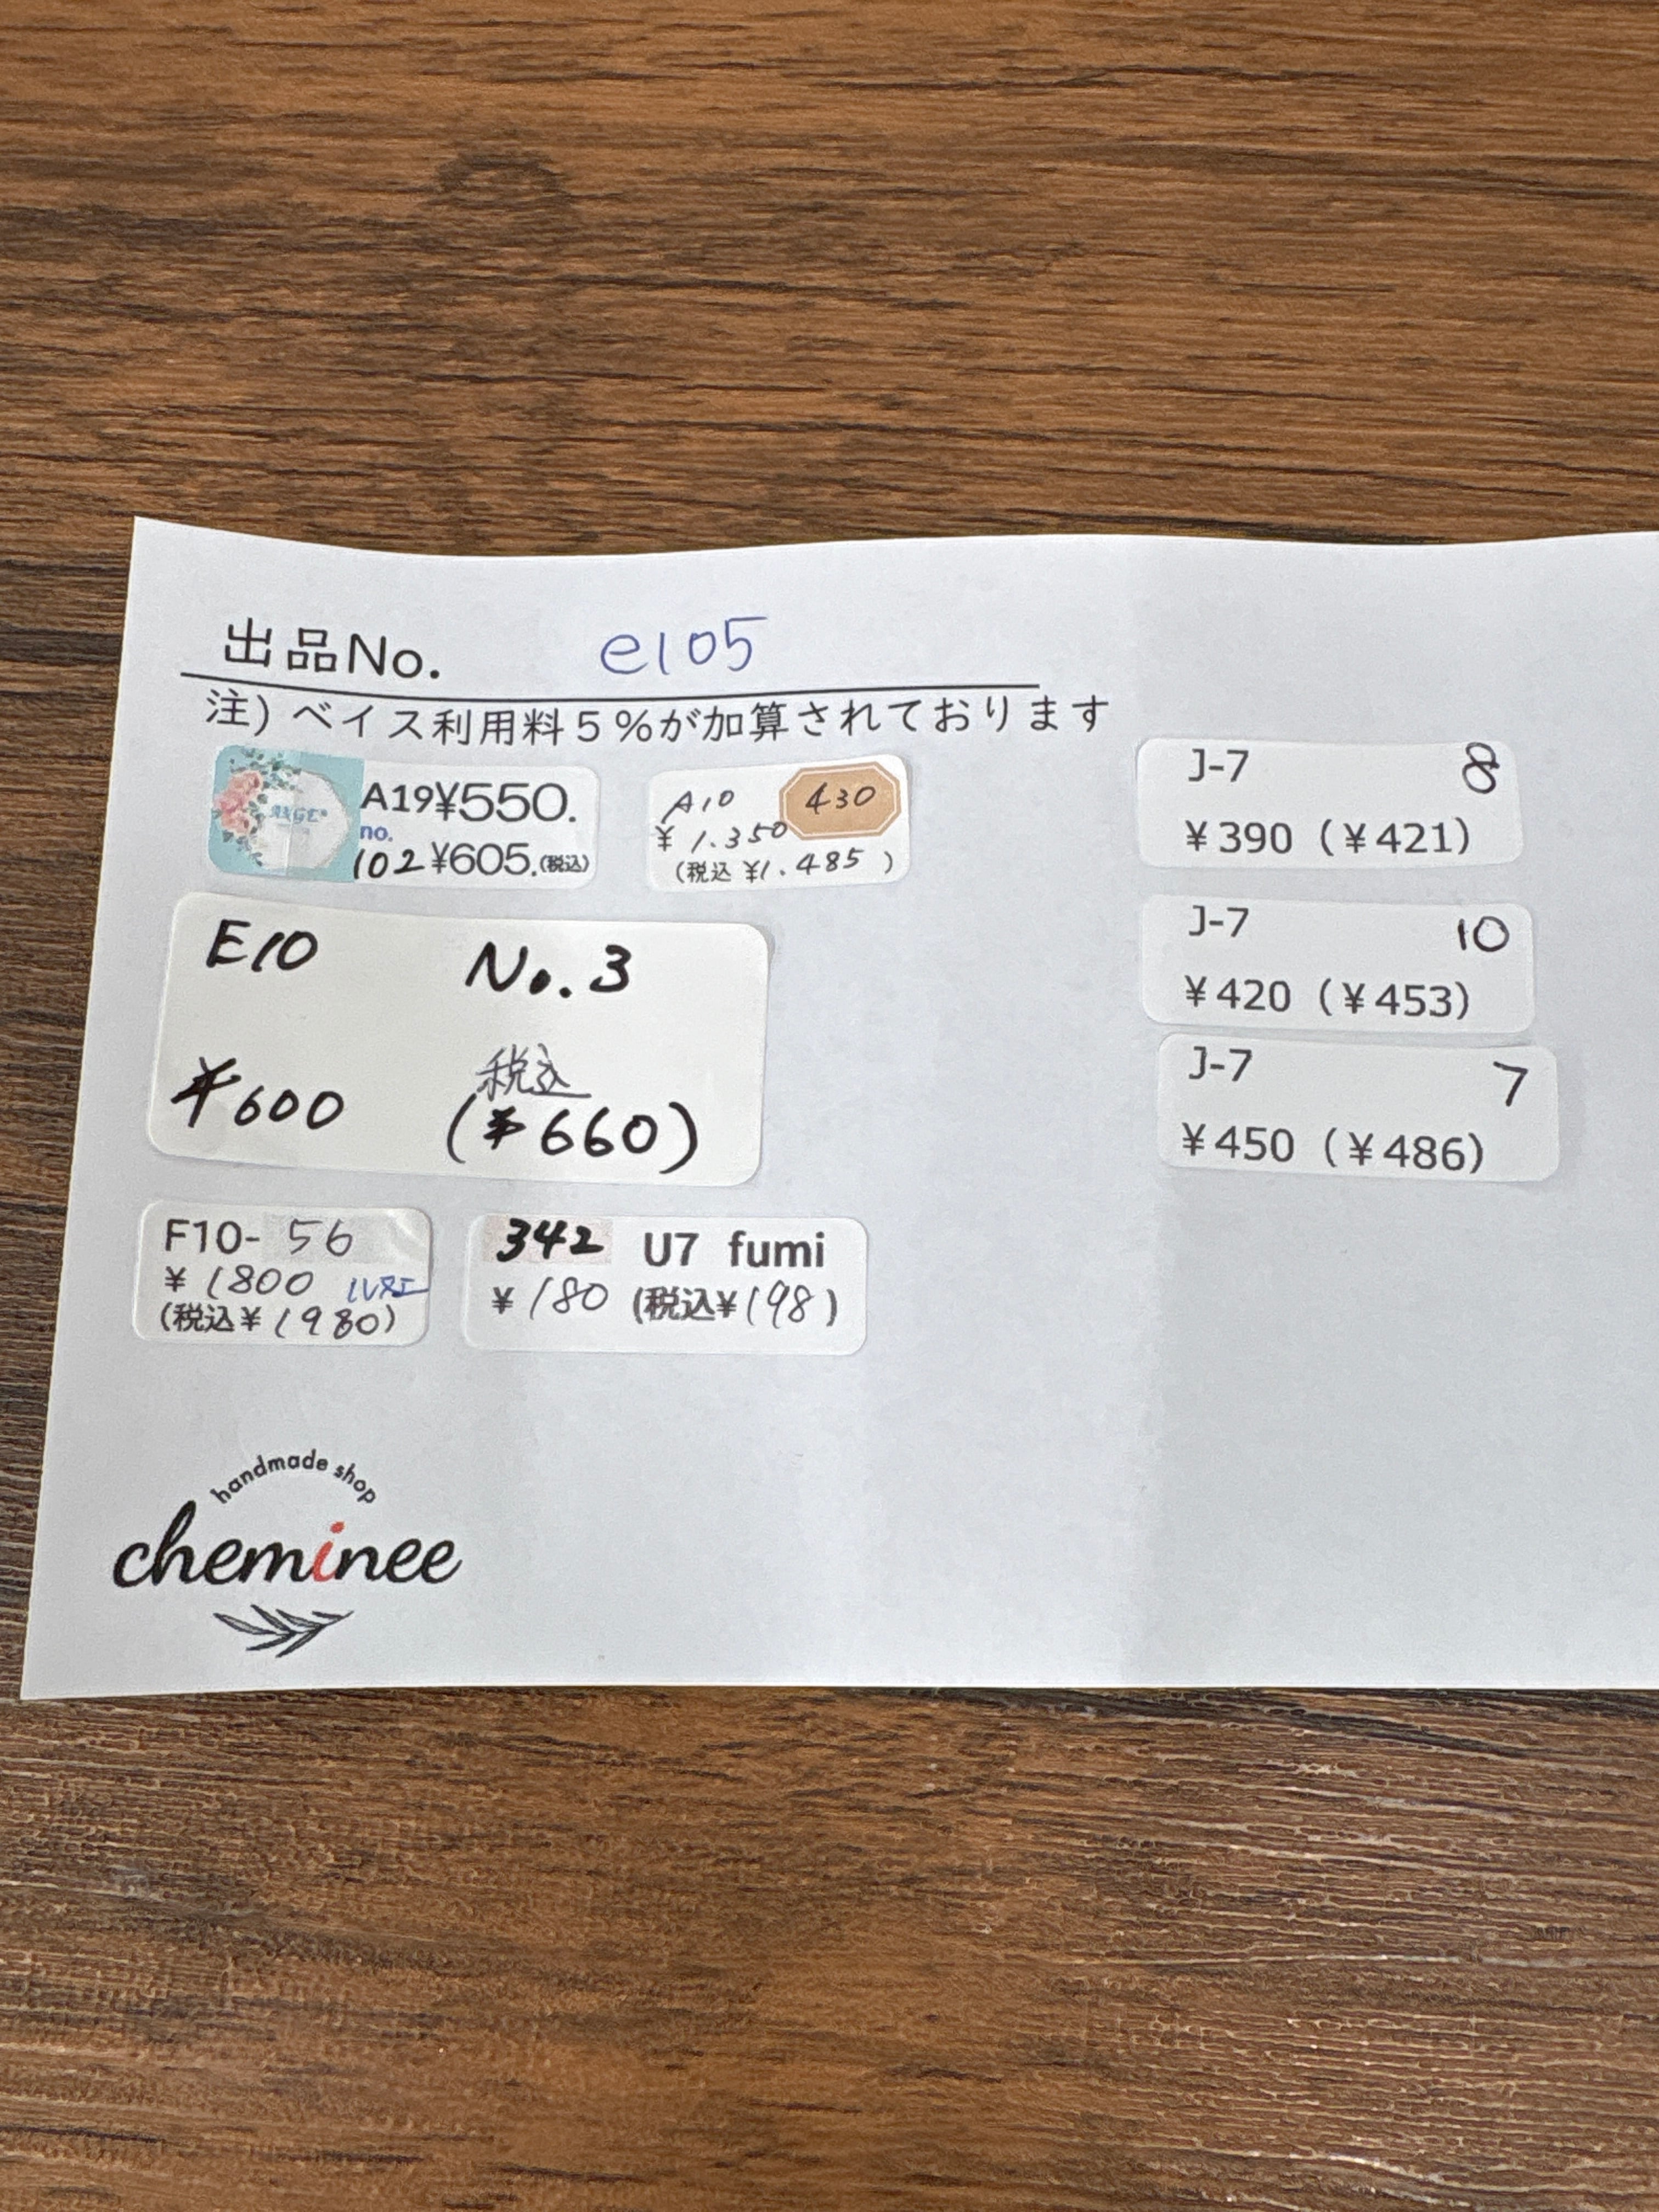 出品No. e105
注) ベイス利用料5%が加算されております
ANGE
A19¥550.
no.
102¥605.(税込)
A10 430
¥1.350
(税込 ¥1.485)
E10 No.3
¥600 税込
(¥660)
F10- 56
¥1800
(税込¥1980)
342 U7 fumi
¥180 (税込¥198)
J-7 8
¥390 (¥421)
J-7 10
¥420 (¥453)
J-7 7
¥450 (¥486)
handmade shop
cheminee